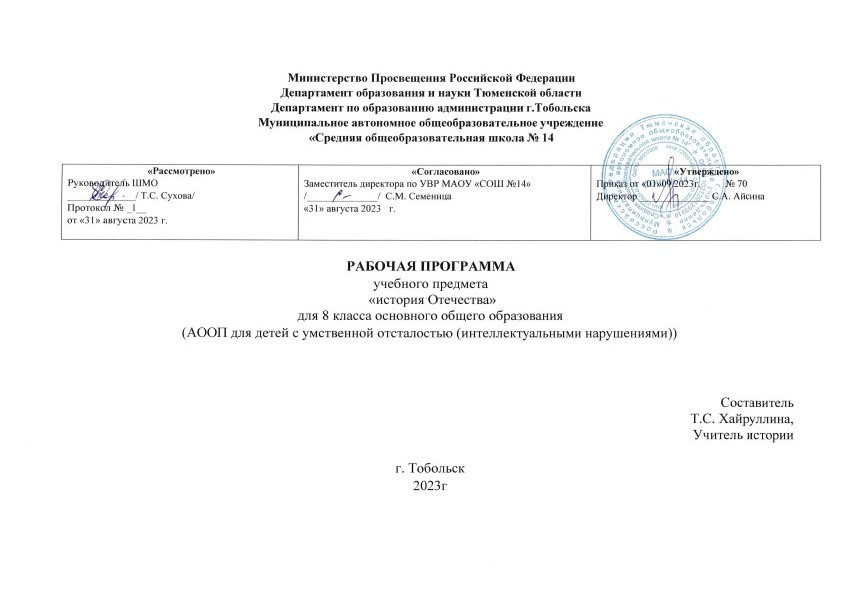 Министерство Просвещения Российской Федерации
Департамент образования и науки Тюменской области
Департамент по образованию администрации г.Тобольска
Муниципальное автономное общеобразовательное учреждение
«Средняя общеобразовательная школа № 14
«Рассмотрено»
Руководитель ШМО
______________/ Т.С. Сухова/
Протокол № _1__
от «31» августа 2023 г.
«Согласовано»
Заместитель директора по УВР МАОУ «СОШ №14»
/______________/ С.М. Семеница
«31» августа 2023 г.
«Утверждено»
Приказ от «01»09/2023г. № 70
Директор ______________ С.А. Айсина
РАБОЧАЯ ПРОГРАММА
учебного предмета
«история Отечества»
для 8 класса основного общего образования
(АООП для детей с умственной отсталостью (интеллектуальными нарушениями))
Составитель
Т.С. Хайруллина,
Учитель истории
г. Тобольск
2023г